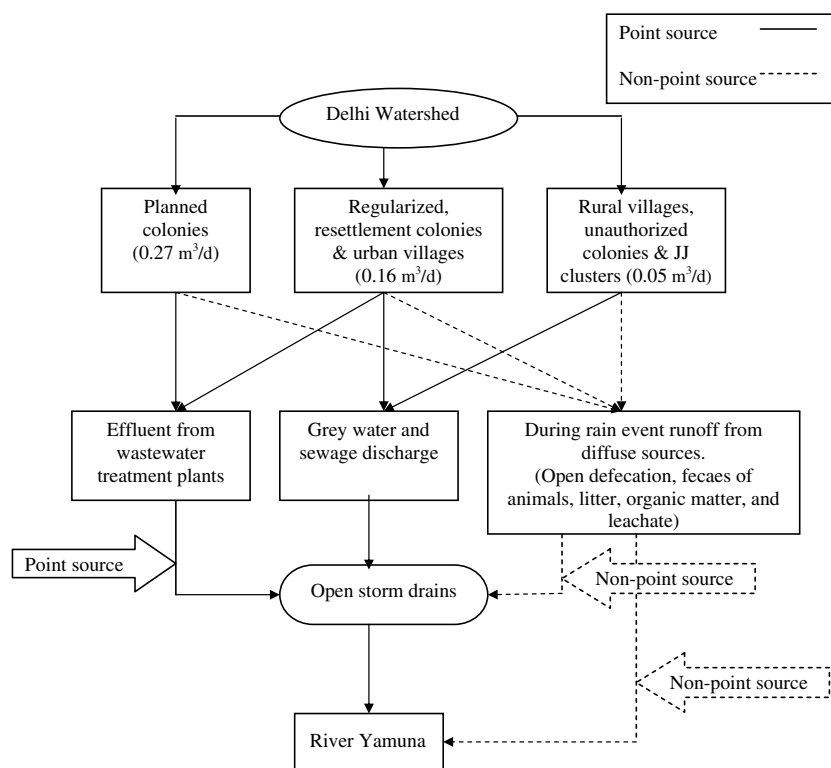 Point source
Non-point source
Delhi Watershed
Planned
colonies
(0.27 m³/d)
Regularized,
resettlement colonies
& urban villages
(0.16 m³/d)
Rural villages,
unauthorized
colonies & JJ
clusters (0.05 m³/d)
Effluent from
wastewater
treatment plants
Grey water and
sewage discharge
During rain event runoff from
diffuse sources.
(Open defecation, fecaes of
animals, litter, organic matter, and
leachate)
Point source
Open storm drains
Non-point source
Non-point source
River Yamuna